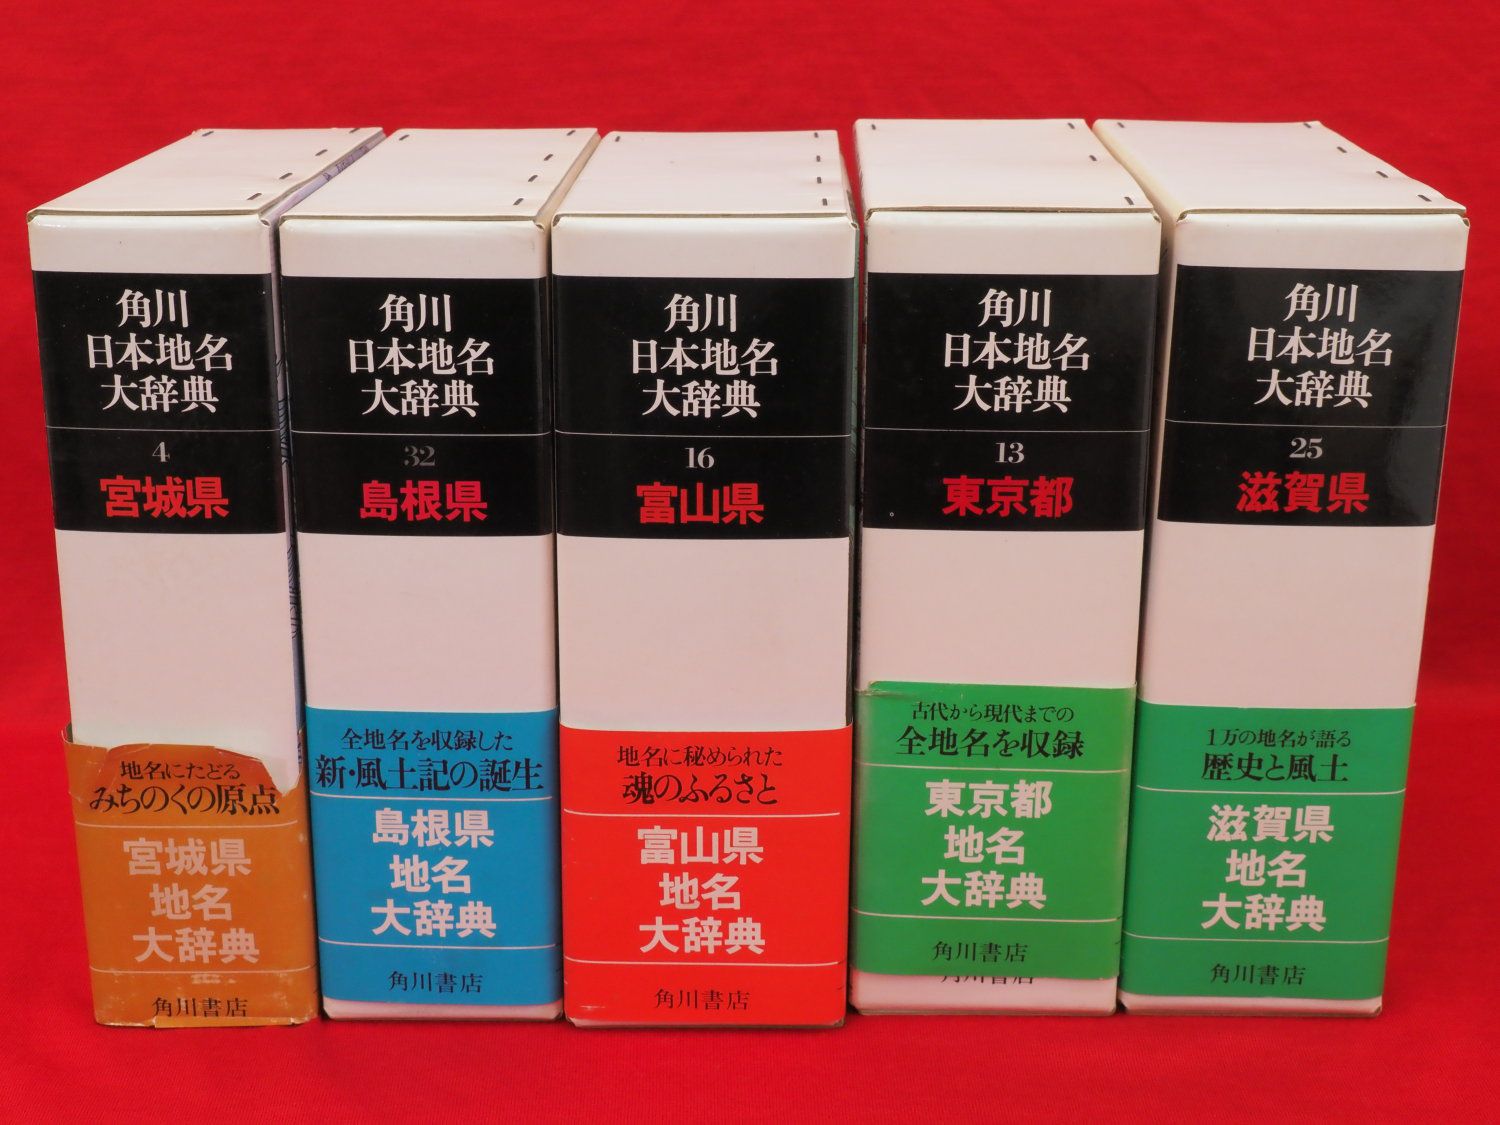 角川
日本地名
大辞典
4
宮城県
地名にたどる
みちのくの原点
宮城県
地名
大辞典
角川書店
角川
日本地名
大辞典
32
島根県
全地名を収録した
新・風土記の誕生
島根県
地名
大辞典
角川書店
角川
日本地名
大辞典
16
富山県
地名に秘められた
魂のふるさと
富山県
地名
大辞典
角川書店
角川
日本地名
大辞典
13
東京都
古代から現代までの
全地名を収録
東京都
地名
大辞典
角川書店
角川書店
角川
日本地名
大辞典
25
滋賀県
1万の地名が語る
歴史と風土
滋賀県
地名
大辞典
角川書店